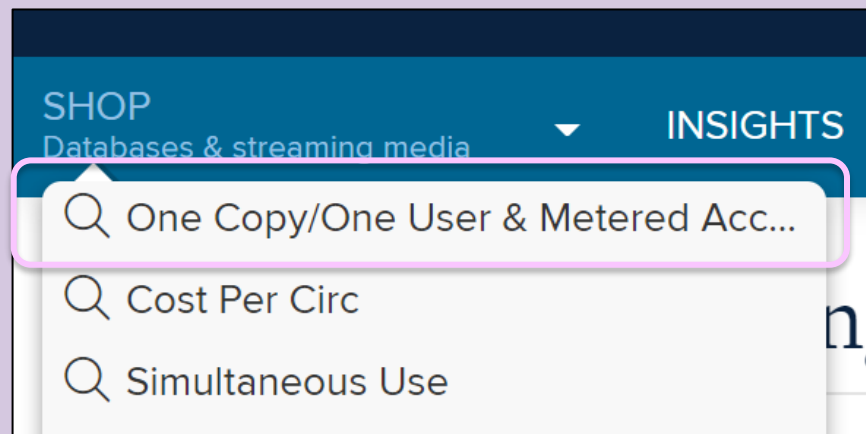 SHOP
Databases & streaming media
INSIGHTS
One Copy/One User & Metered Acc...
Cost Per Circ
Simultaneous Use